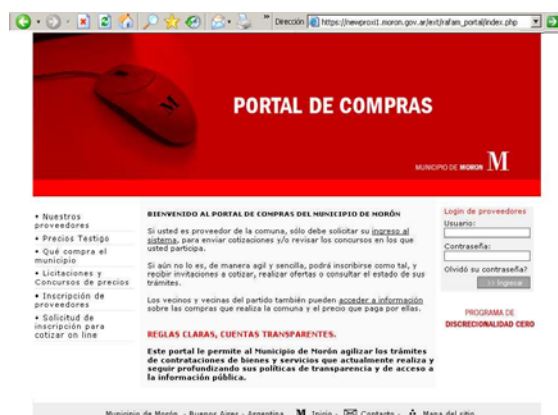 Dirección https://newproxi1.moron.gov.ar/ext/rafam_portal/index.php
M
PORTAL DE COMPRAS
MUNICIPIO DE MORON M
• Nuestros
proveedores
• Precios Testigo
• Qué compra el
municipio
• Licitaciones y
Concursos de precios
• Inscripción de
proveedores
• Solicitud de
inscripción para
cotizar on line
BIENVENIDO AL PORTAL DE COMPRAS DEL MUNICIPIO DE MORÓN
Si usted es proveedor de la comuna, sólo debe solicitar su ingreso al
sistema, para enviar cotizaciones y/o revisar los concursos en los que
usted participa.
Si aún no lo es, de manera agil y sencilla, podrá inscribirse como tal, y
recibir invitaciones a cotizar, realizar ofertas o consultar el estado de sus
trámites.
Los vecinos y vecinas del partido también pueden acceder a información
sobre las compras que realiza la comuna y el precio que paga por ellas.
REGLAS CLARAS, CUENTAS TRANSPARENTES.
Este portal le permite al Municipio de Morón agilizar los trámites
de contrataciones de bienes y servicios que actualmente realiza y
seguir profundizando sus políticas de transparencia y de acceso a
la información pública.
Login de proveedores
Usuario:
Contraseña:
Olvidó su contraseña?
>> Ingresar
PROGRAMA DE
DISCRECIONALIDAD CERO
Municipio de Morón - Buenos Aires - Argentina M Inicio - Contacto - Mapa del sitio